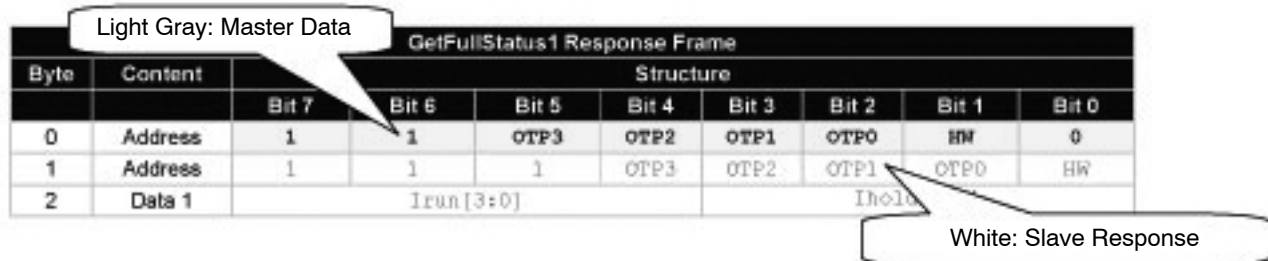 Light Gray: Master Data
GetFullStatus1 Response Frame
Byte Content Structure
Bit 7 Bit 6 Bit 5 Bit 4 Bit 3 Bit 2 Bit 1 Bit 0
0 Address 1 1 OTP3 OTP2 OTP1 OTP0 HW 0
1 Address 1 1 1 OTP3 OTP2 OTP1 OTP0 HW
2 Data 1 Irun[3:0]
White: Slave Response